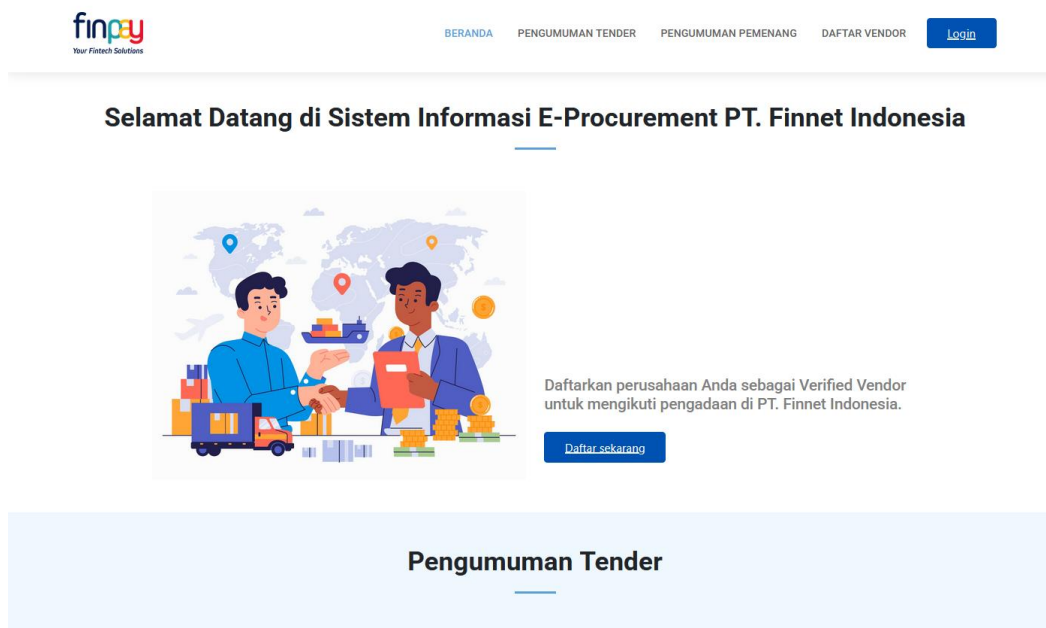 finpay
Your Fintech Solutions
BERANDA PENGUMUMAN TENDER PENGUMUMAN PEMENANG DAFTAR VENDOR Login
Selamat Datang di Sistem Informasi E-Procurement PT. Finnet Indonesia
Daftarkan perusahaan Anda sebagai Verified Vendor
untuk mengikuti pengadaan di PT. Finnet Indonesia.
Daftar sekarang
Pengumuman Tender